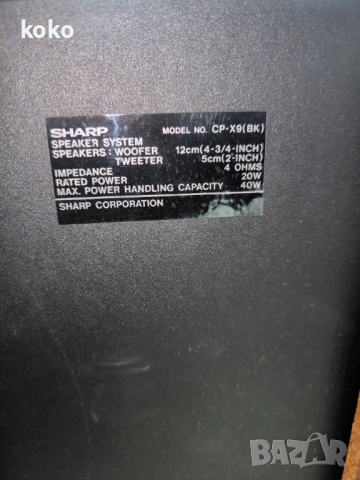 koko
SHARP MODEL NO. CP-X9(BK)
SPEAKER SYSTEM
SPEAKERS: WOOFER 12cm(4-3/4-INCH)
TWEETER 5cm(2-INCH)
IMPEDANCE 4 OHMS
RATED POWER 20W
MAX. POWER HANDLING CAPACITY 40W
SHARP CORPORATION
BAZAR